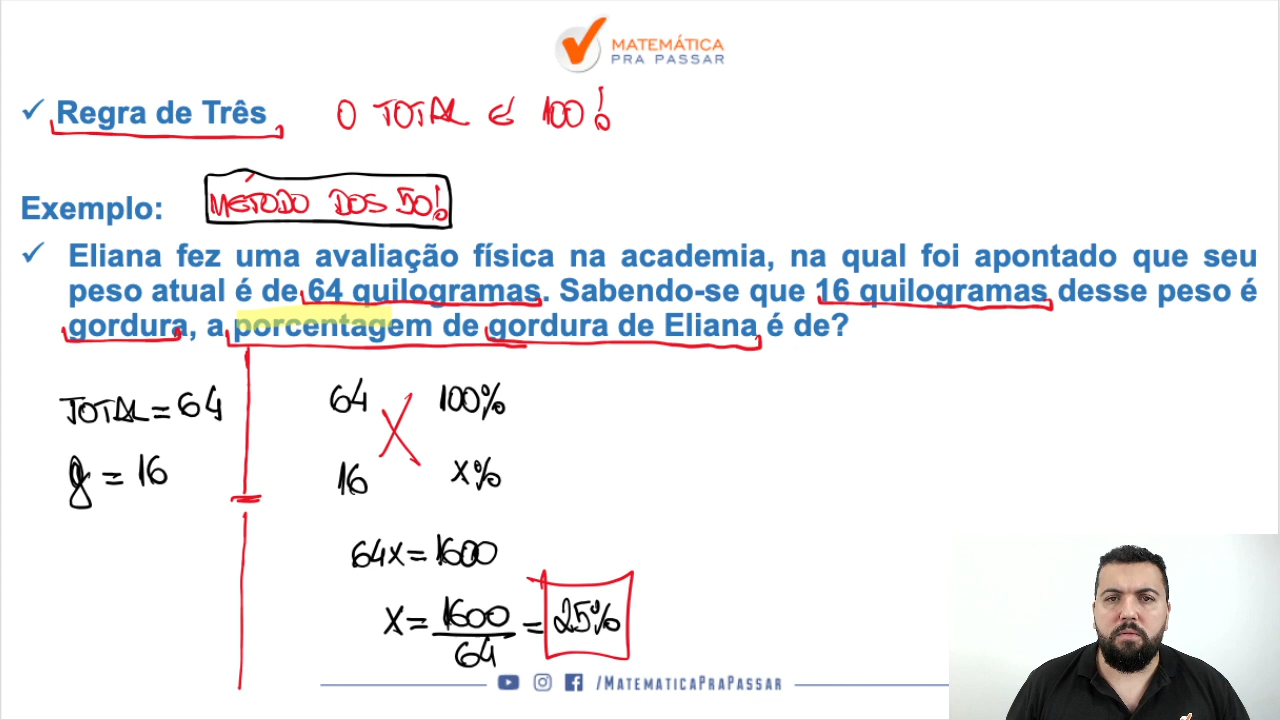 MATEMÁTICA
PRA PASSAR
✓ Regra de Três O TOTAL É 100!
Exemplo: MÉTODO DOS 50!
✓ Eliana fez uma avaliação física na academia, na qual foi apontado que seu
peso atual é de 64 quilogramas. Sabendo-se que 16 quilogramas desse peso é
gordura, a porcentagem de gordura de Eliana é de?
TOTAL = 64
g = 16
64 100%
16 x%
64x = 1600
x = 1600/64 = 25%
/MATEMATICAPRAPASSAR